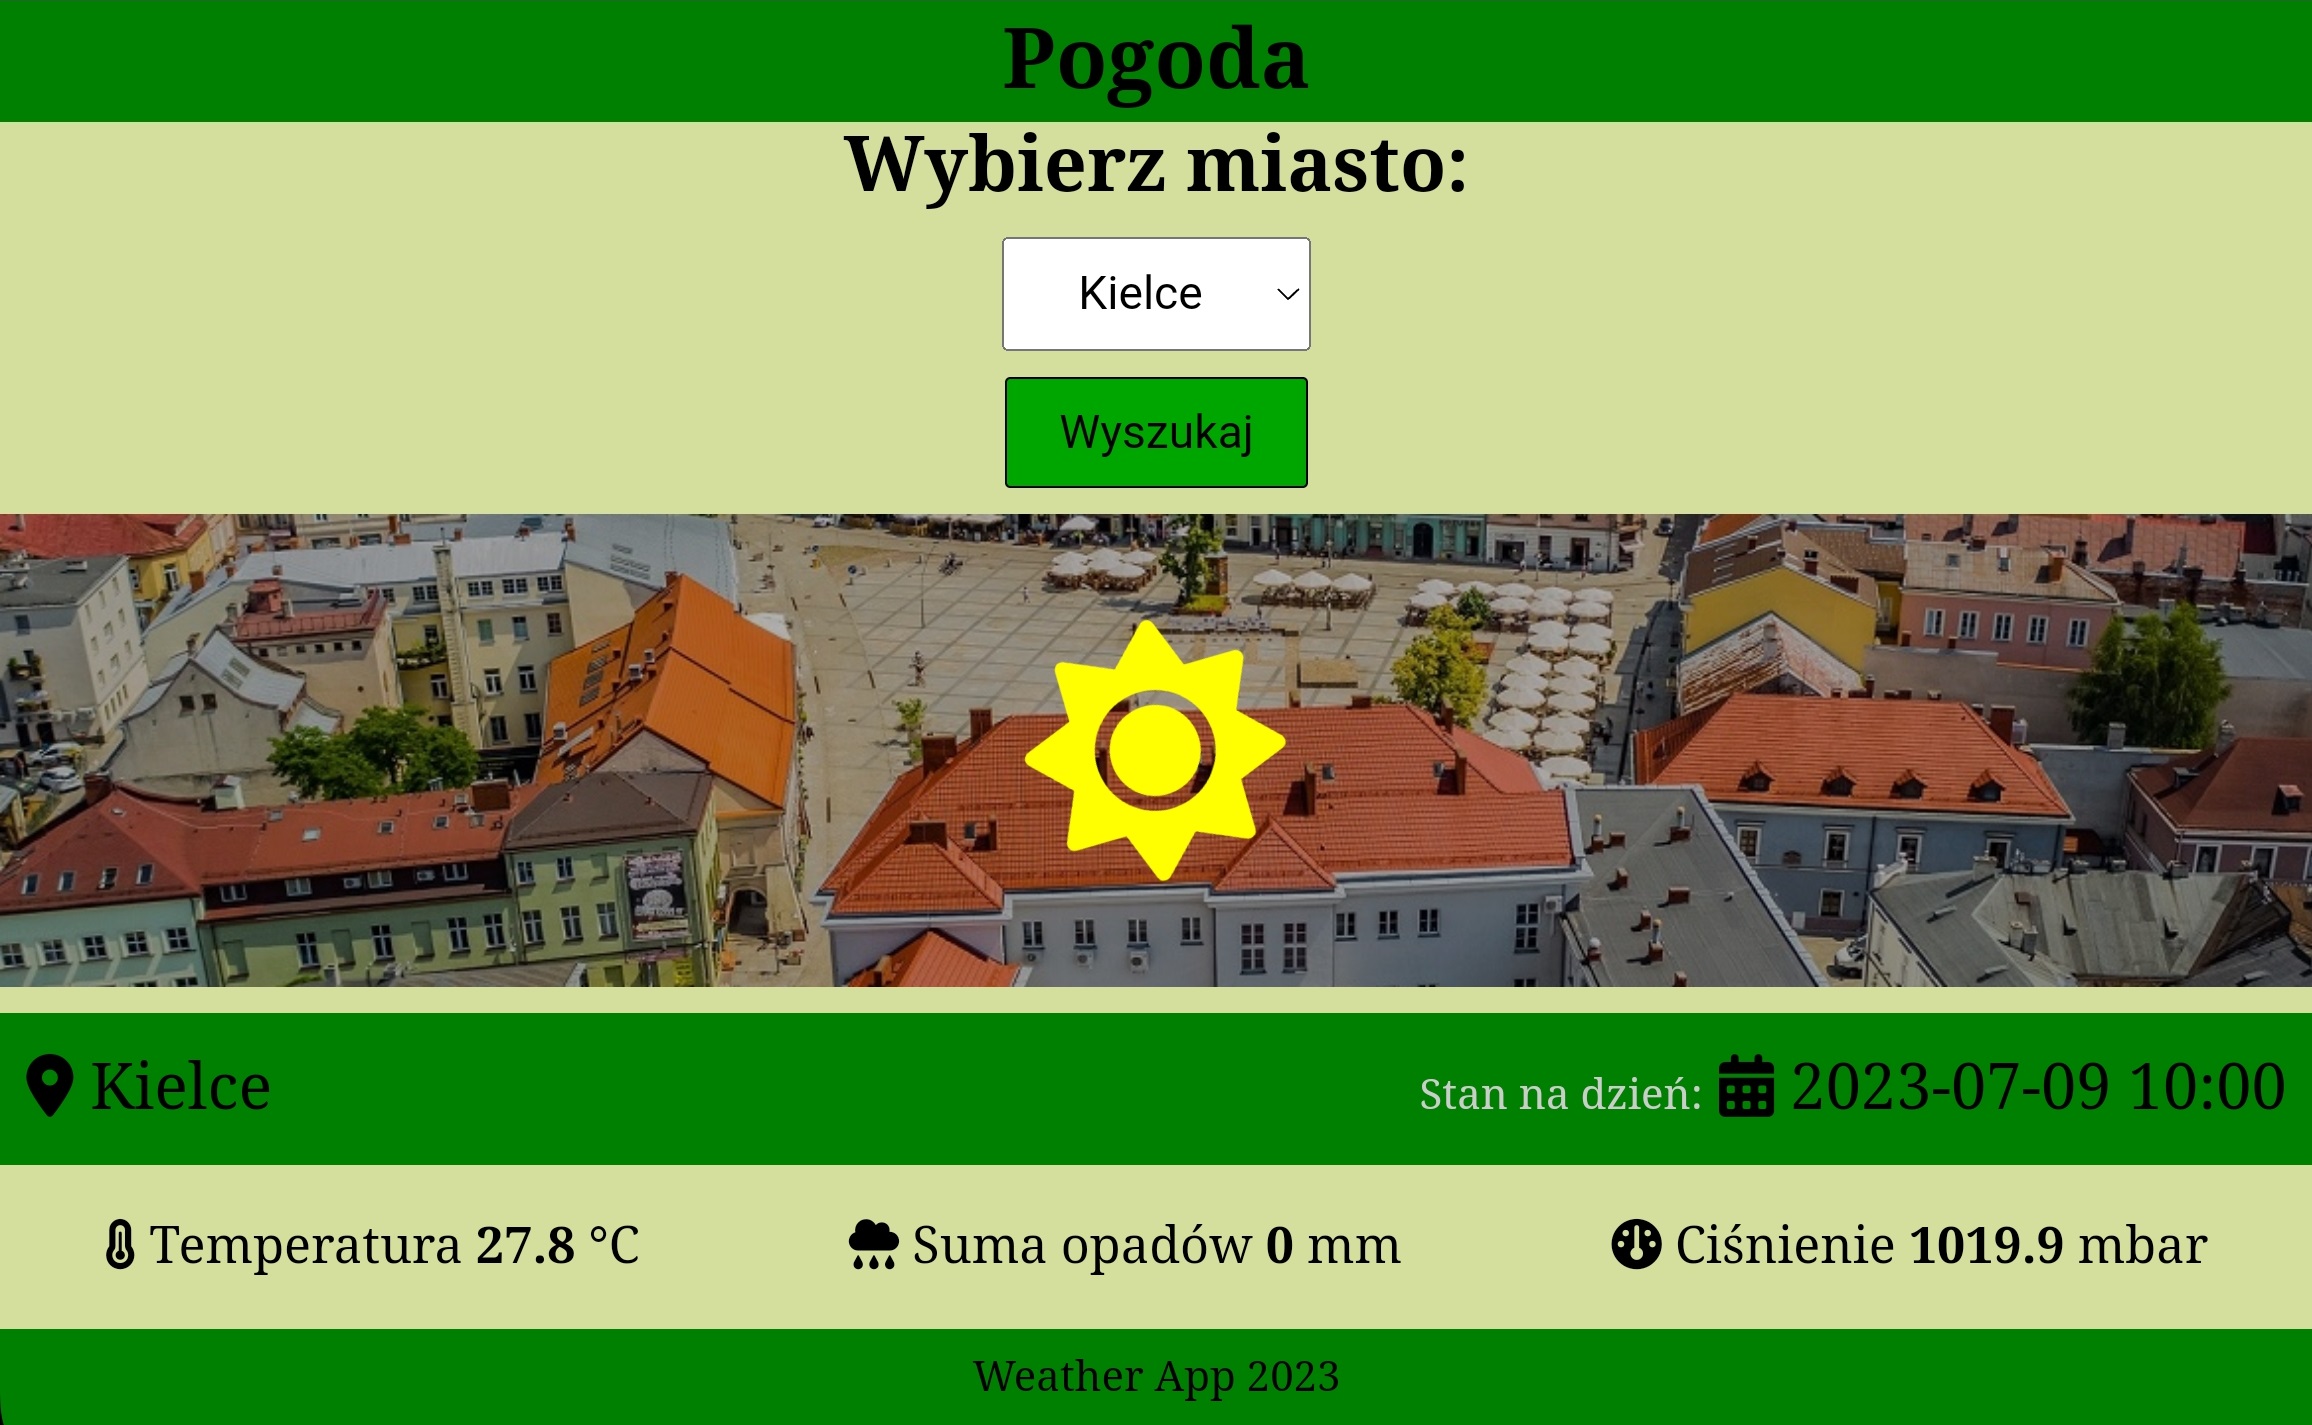 Pogoda
Wybierz miasto:
Kielce
Wyszukaj
Kielce
Stan na dzień: 2023-07-09 10:00
Temperatura 27.8 °C
Suma opadów 0 mm
Ciśnienie 1019.9 mbar
Weather App 2023